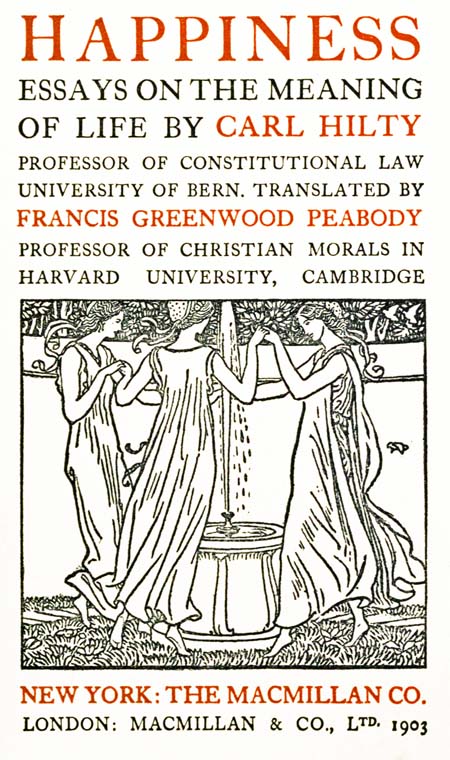 HAPPINESS
ESSAYS ON THE MEANING
OF LIFE BY CARL HILTY
PROFESSOR OF CONSTITUTIONAL LAW
UNIVERSITY OF BERN. TRANSLATED BY
FRANCIS GREENWOOD PEABODY
PROFESSOR OF CHRISTIAN MORALS IN
HARVARD UNIVERSITY, CAMBRIDGE
NEW YORK: THE MACMILLAN CO.
LONDON: MACMILLAN & CO., LTD. 1903